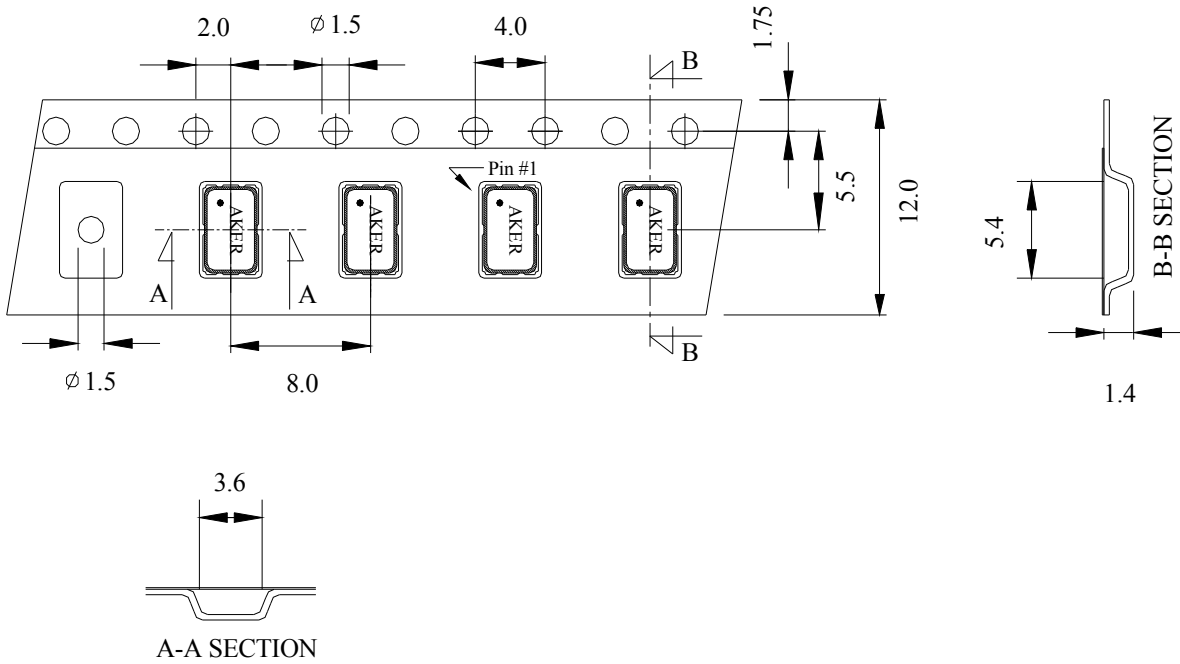 2.0
⌀ 1.5
4.0
1.75
B
Pin #1
AKER
AKER
AKER
AKER
5.5
12.0
5.4
B-B SECTION
A
A
B
⌀ 1.5
8.0
1.4
3.6
A-A SECTION